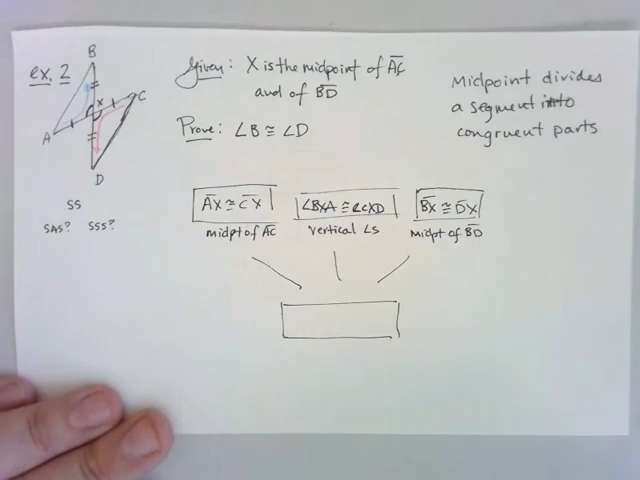 ex, 2
B
X
C
A
D
SS
SAS? SSS?
Given: X is the midpoint of AC
and of BD
Prove: ∠B ≅ ∠D
Midpoint divides
a segment into
congruent parts
AX ≅ CX
midpt of AC
∠BXA ≅ ∠CXD
vertical ∠s
BX ≅ DX
midpt of BD